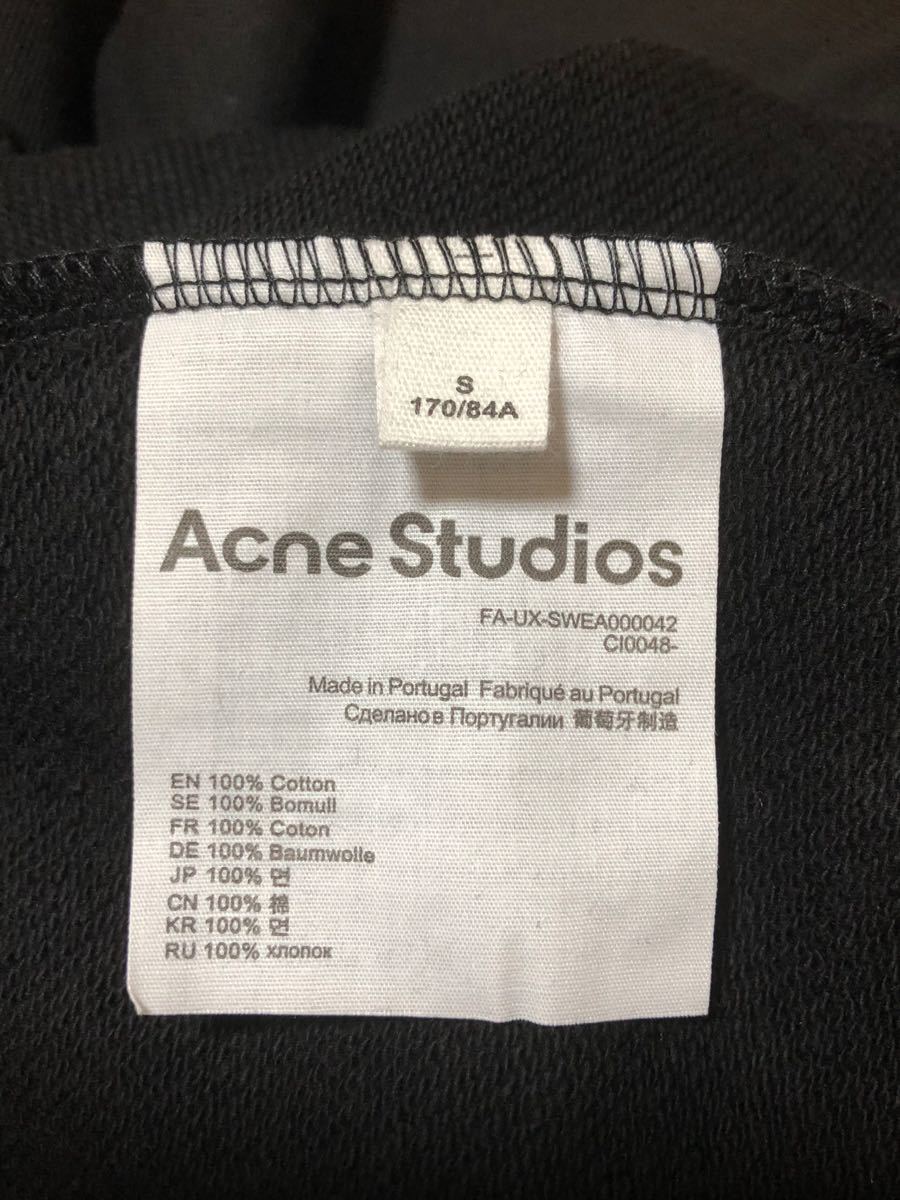 S
170/84A
Acne Studios
FA-UX-SWEA000042
CI0048-
Made in Portugal Fabriqué au Portugal
Сделано в Португалии 葡萄牙制造
EN 100% Cotton
SE 100% Bomull
FR 100% Coton
DE 100% Baumwolle
JP 100% 면
CN 100% 棉
KR 100% 면
RU 100% хлопок